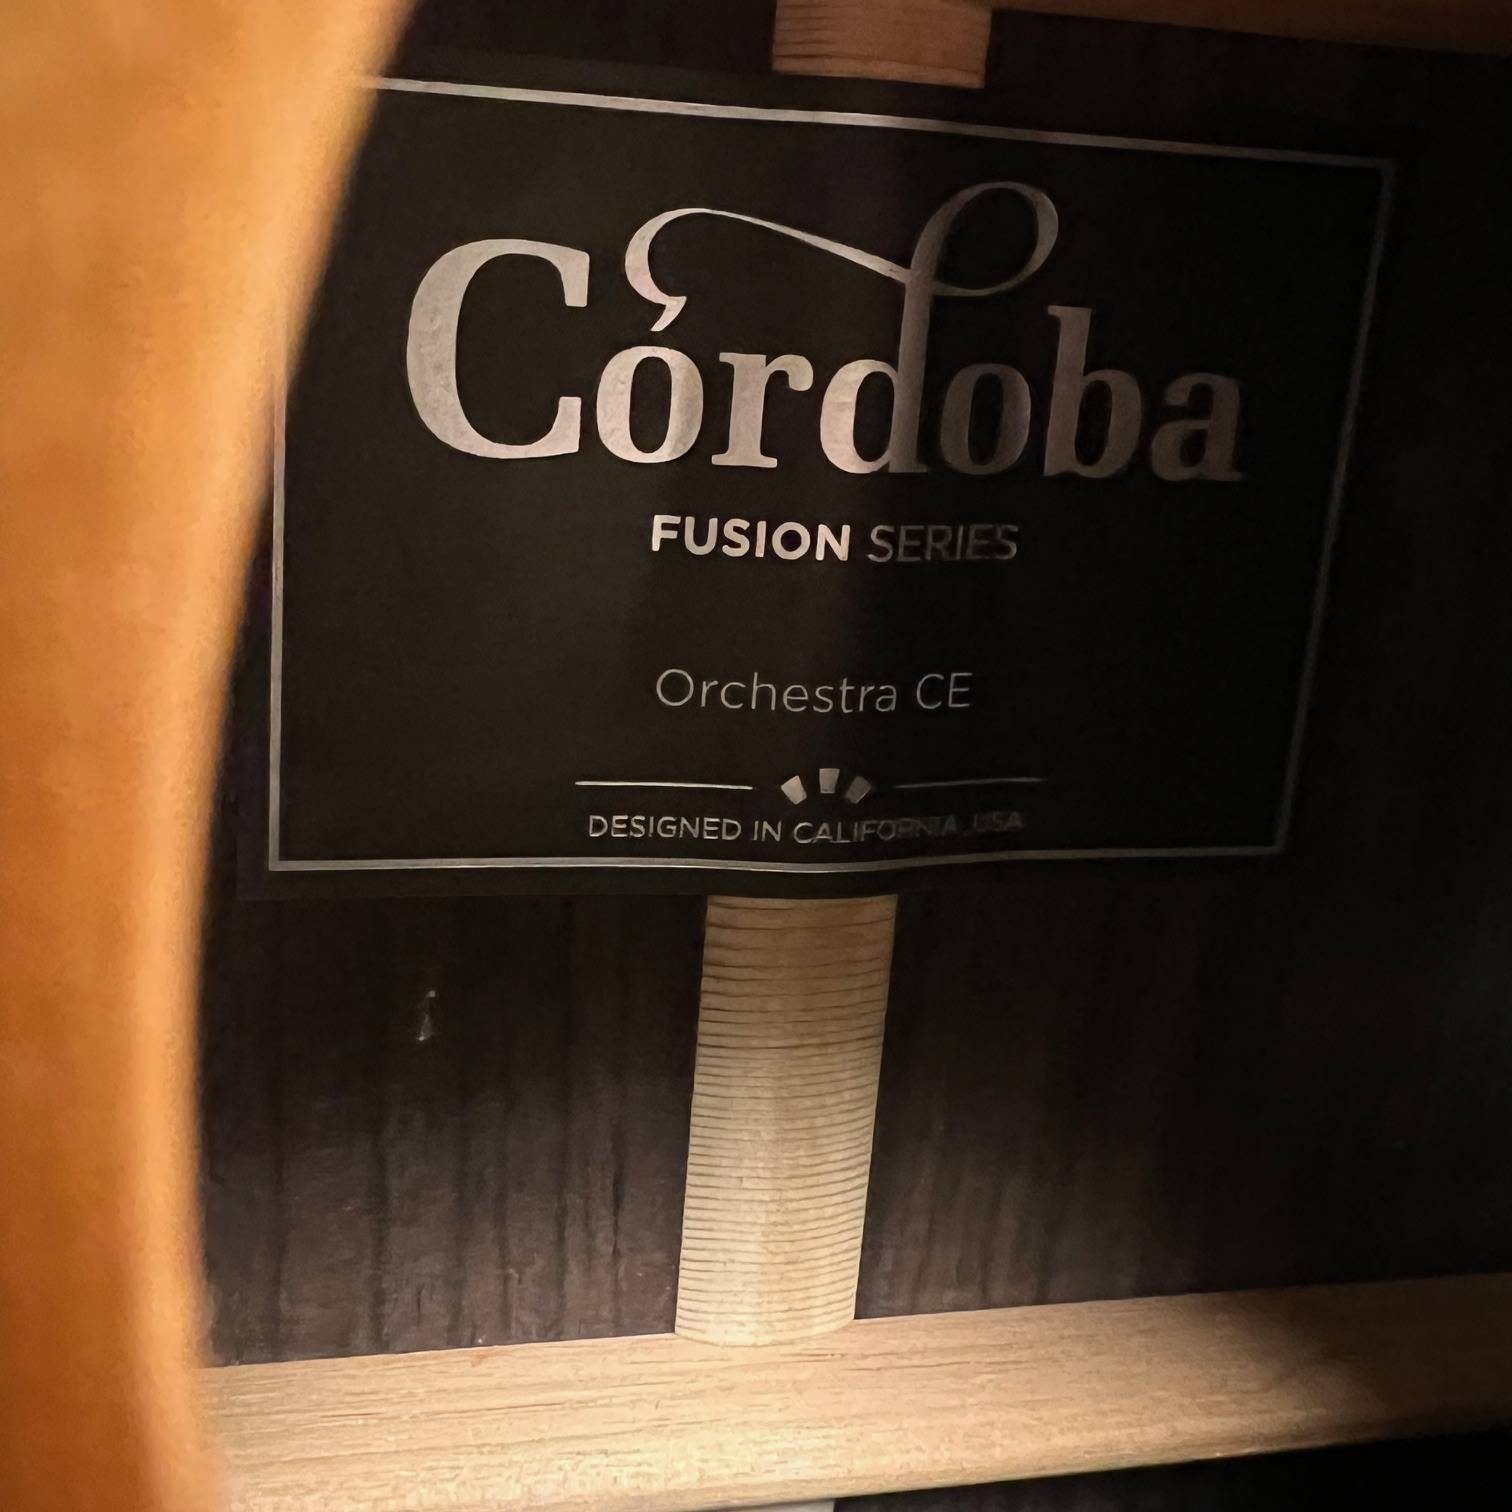 Córdoba
FUSION SERIES
Orchestra CE
DESIGNED IN CALIFORNIA, USA